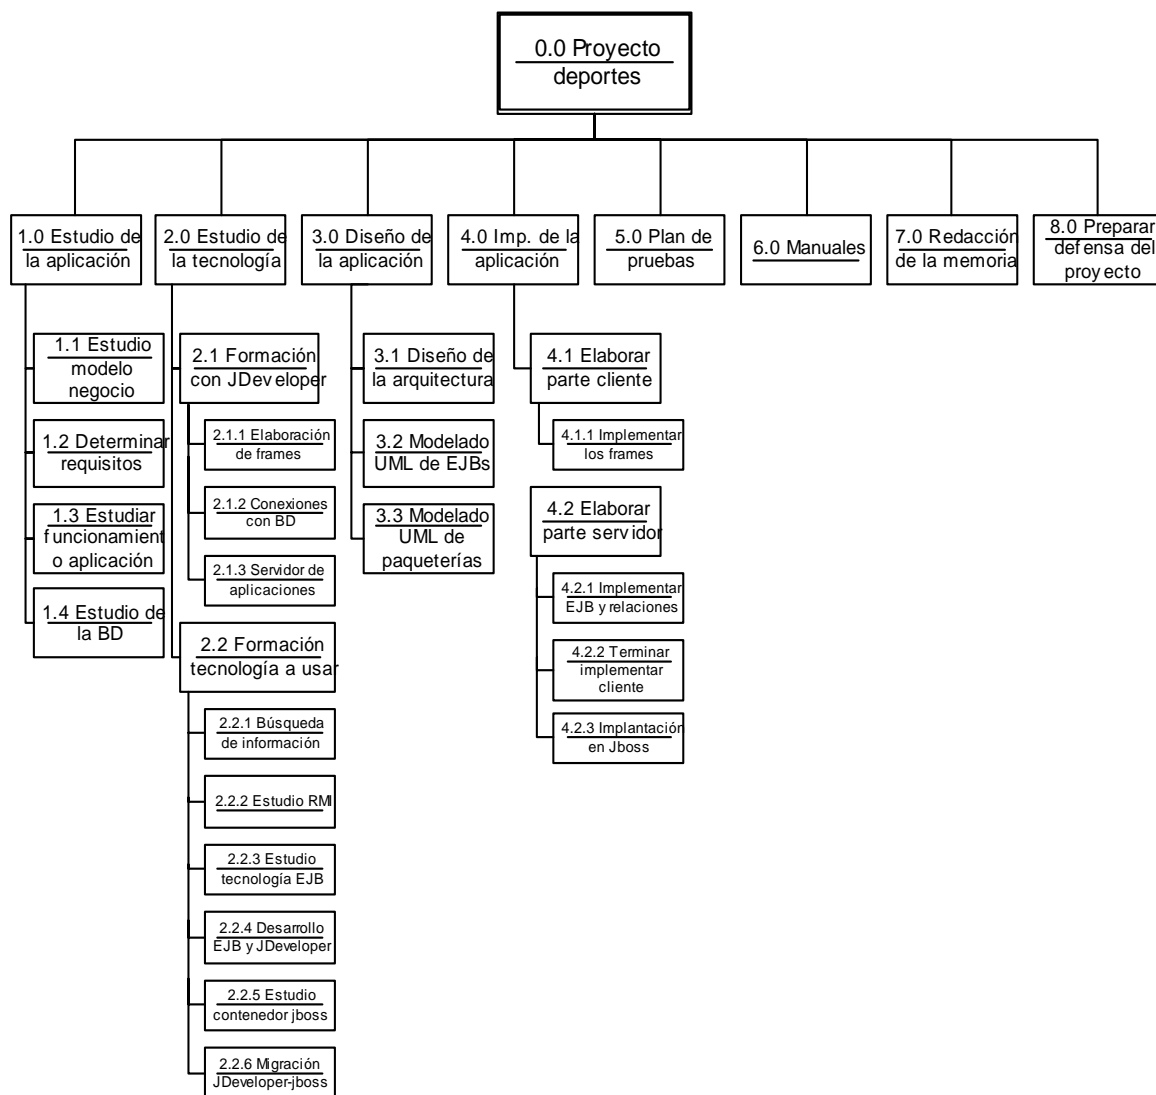 0.0 Proyecto
deportes
1.0 Estudio de
la aplicación
2.0 Estudio de
la tecnología
3.0 Diseño de
la aplicación
4.0 Imp. de la
aplicación
5.0 Plan de
pruebas
6.0 Manuales
7.0 Redacción
de la memoria
8.0 Preparar
defensa del
proyecto
1.1 Estudio
modelo
negocio
1.2 Determinar
requisitos
1.3 Estudiar
funcionamient
o aplicación
1.4 Estudio de
la BD
2.1 Formación
con JDeveloper
2.1.1 Elaboración
de frames
2.1.2 Conexiones
con BD
2.1.3 Servidor de
aplicaciones
2.2 Formación
tecnología a usar
2.2.1 Búsqueda
de información
2.2.2 Estudio RMI
2.2.3 Estudio
tecnología EJB
2.2.4 Desarrollo
EJB y JDeveloper
2.2.5 Estudio
contenedor jboss
2.2.6 Migración
JDeveloper-jboss
3.1 Diseño de
la arquitectura
3.2 Modelado
UML de EJBs
3.3 Modelado
UML de
paqueterías
4.1 Elaborar
parte cliente
4.1.1 Implementar
los frames
4.2 Elaborar
parte servidor
4.2.1 Implementar
EJB y relaciones
4.2.2 Terminar
implementar
cliente
4.2.3 Implantación
en Jboss